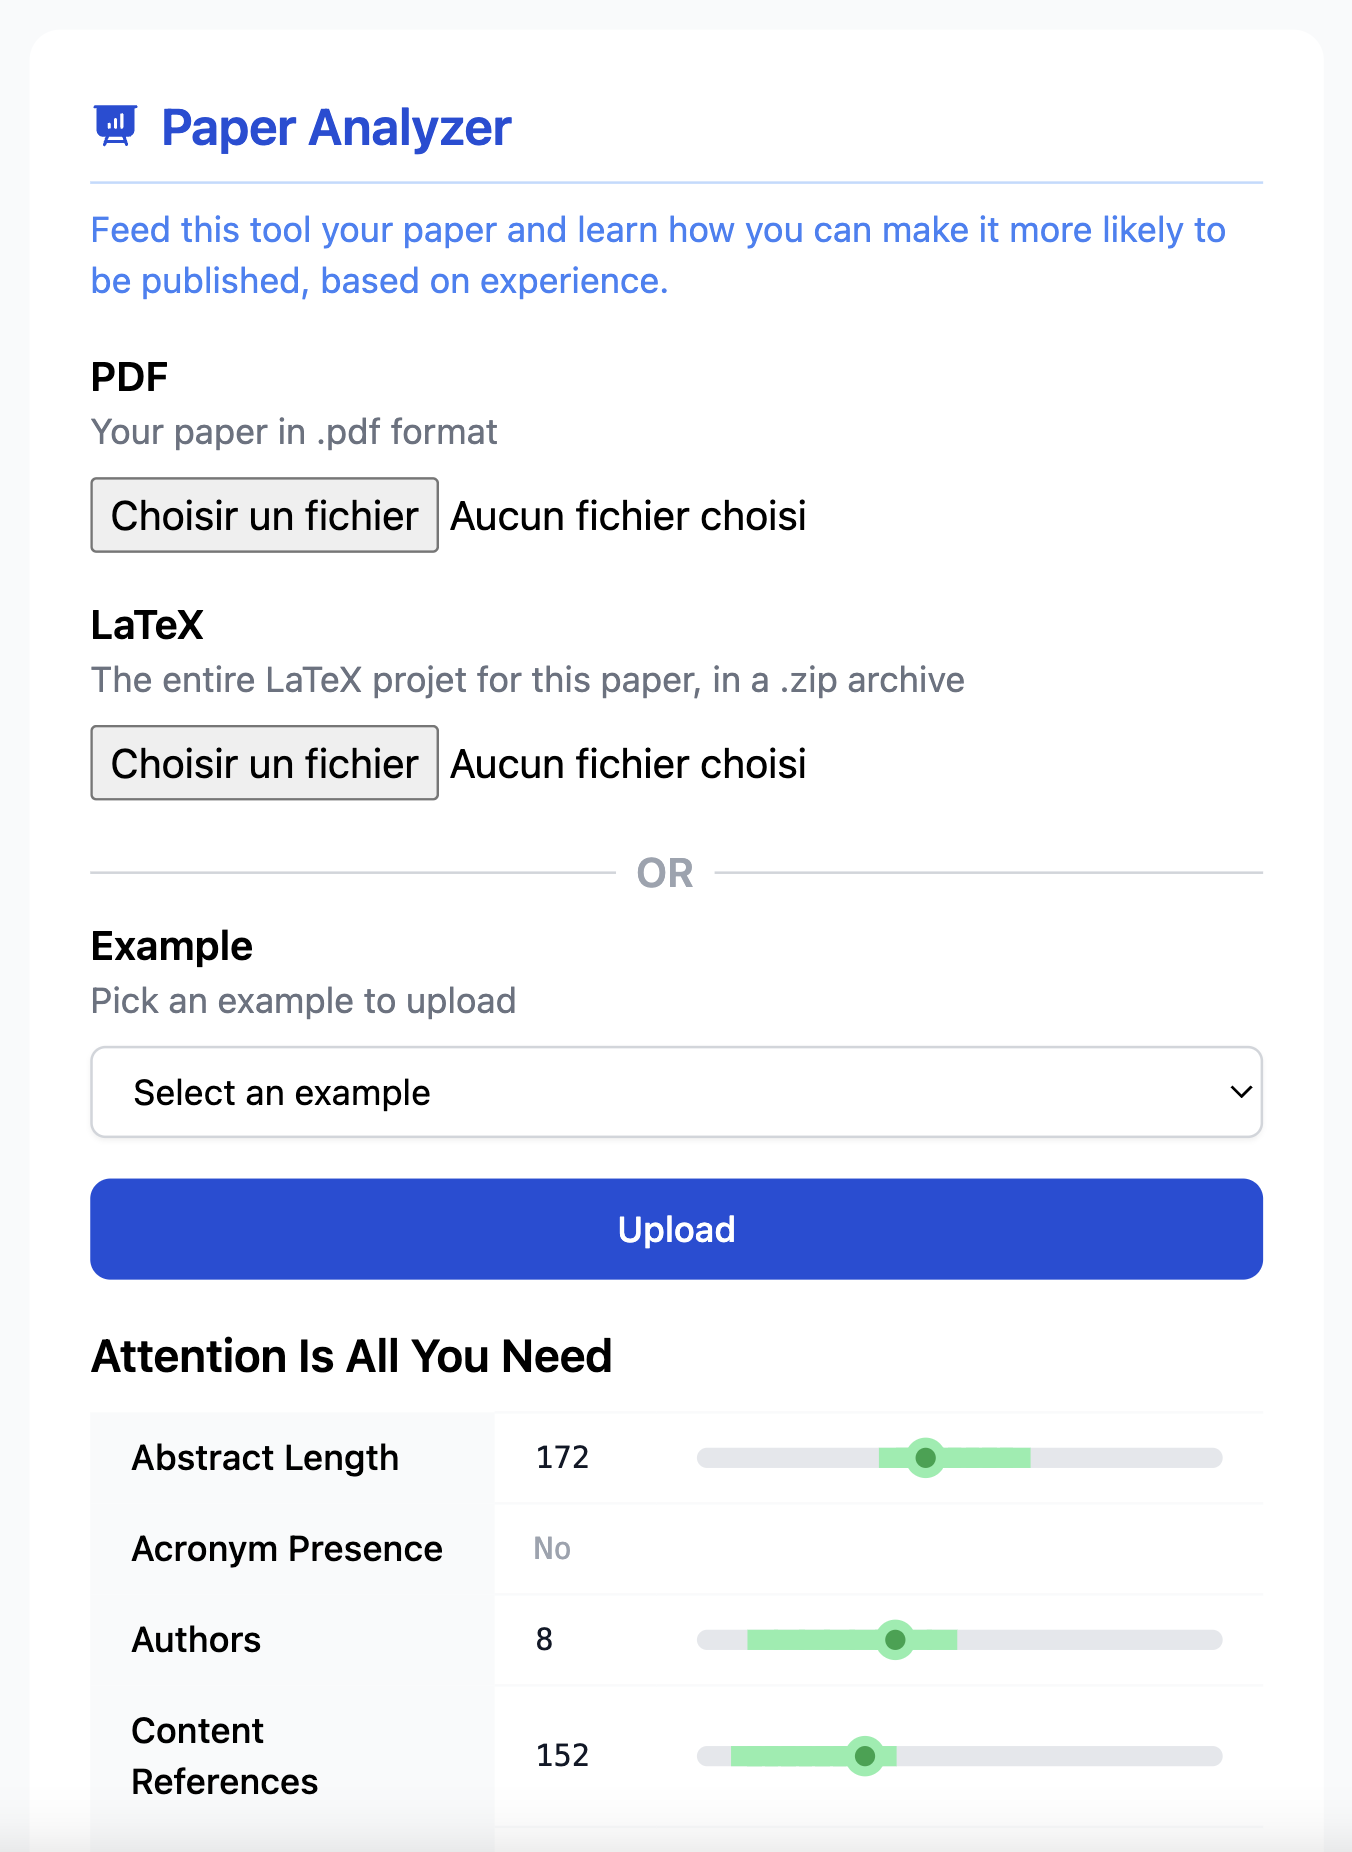 Paper Analyzer
Feed this tool your paper and learn how you can make it more likely to
be published, based on experience.
PDF
Your paper in .pdf format
Choisir un fichier Aucun fichier choisi
LaTeX
The entire LaTeX projet for this paper, in a .zip archive
Choisir un fichier Aucun fichier choisi
OR
Example
Pick an example to upload
Select an example
Upload
Attention Is All You Need
Abstract Length 172
Acronym Presence No
Authors 8
Content
References 152